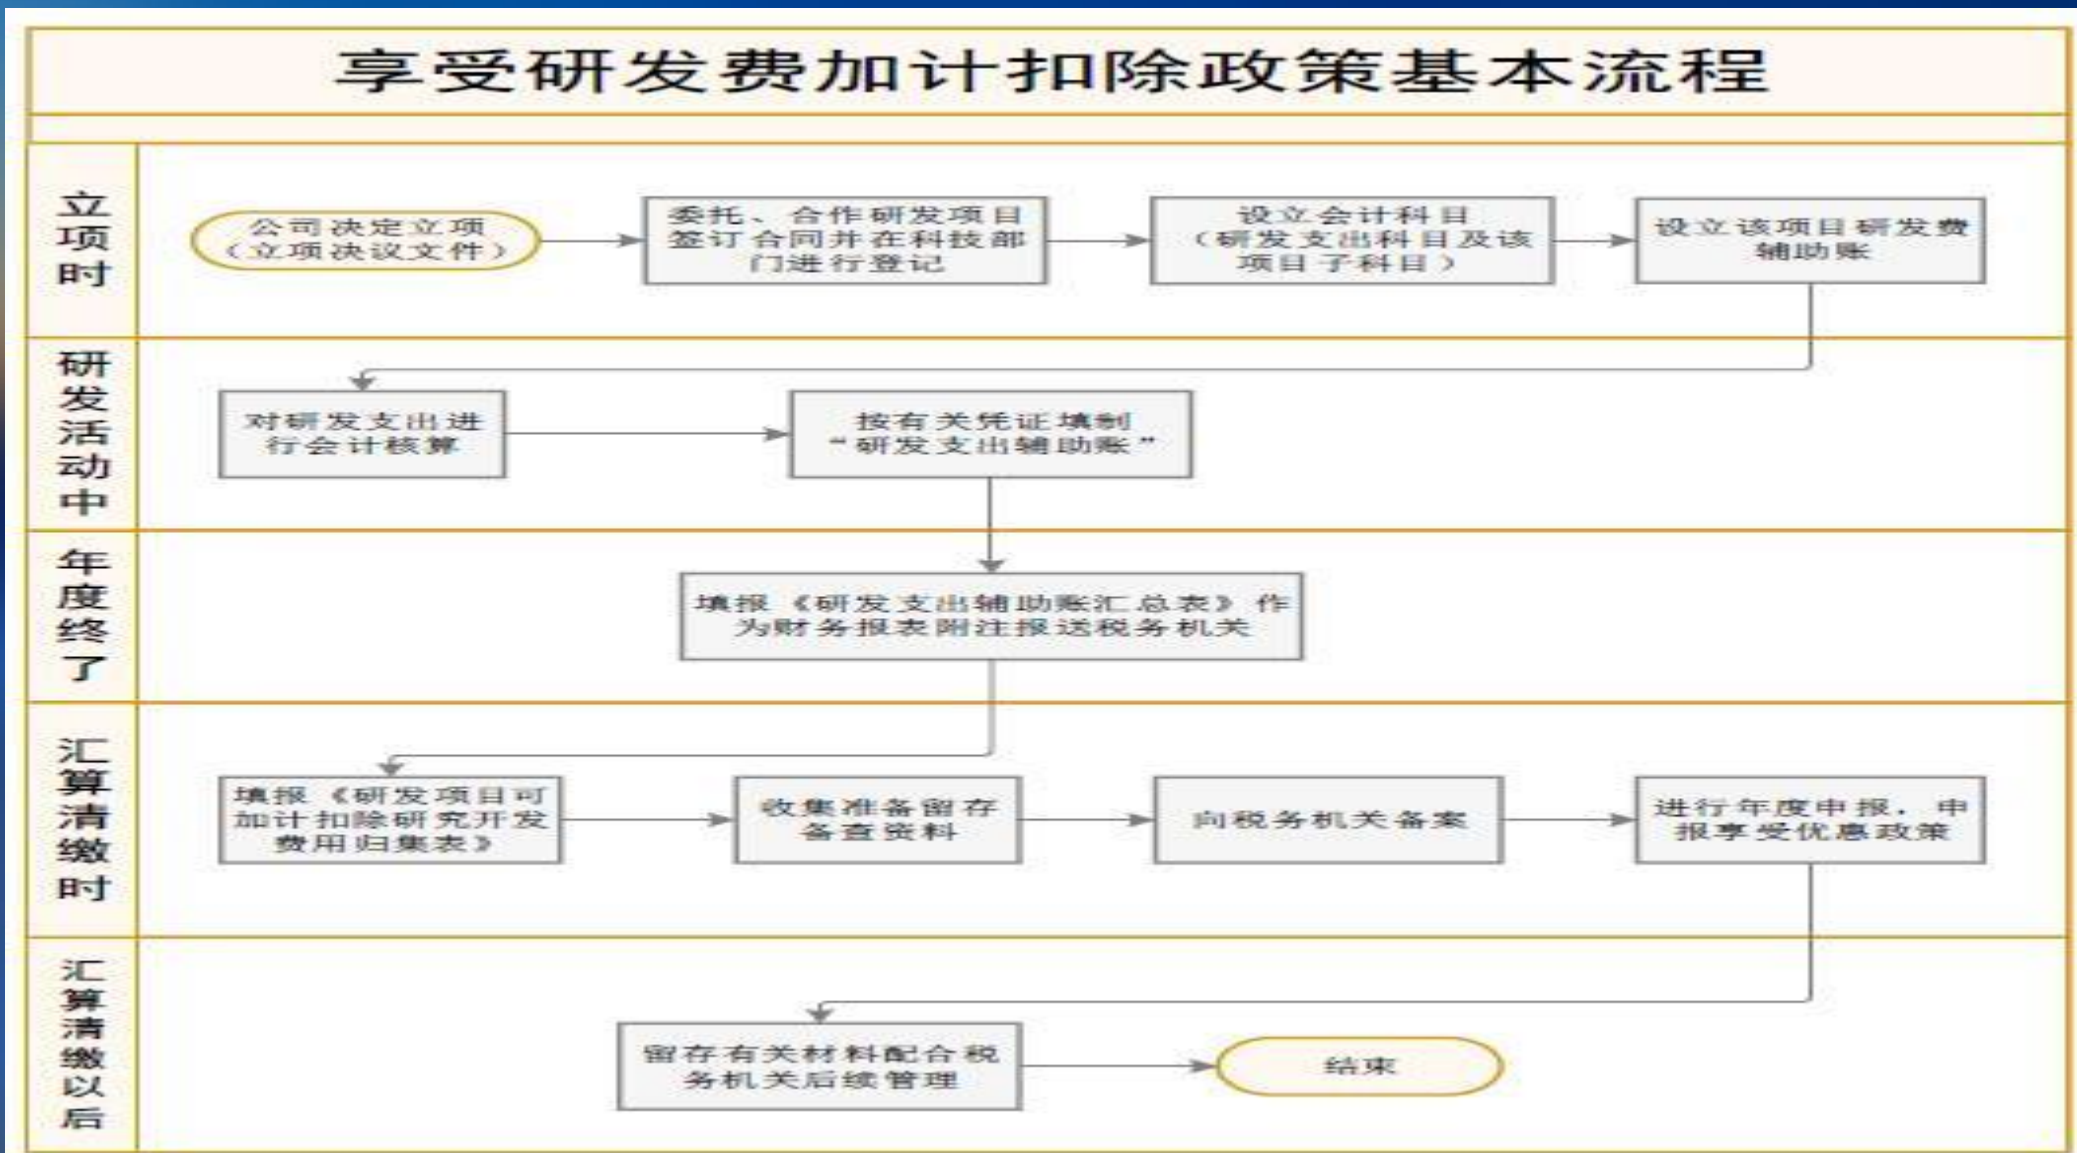 享受研发费加计扣除政策基本流程
立项时
公司决定立项
（立项决议文件）
委托、合作研发项目
签订合同并在科技部
门进行登记
设立会计科目
（研发支出科目及该
项目子科目）
设立该项目研发费
辅助账
研发活动中
对研发支出进
行会计核算
按有关凭证填制
“研发支出辅助账”
年度终了
填报《研发支出辅助账汇总表》作
为财务报表附注报送税务机关
汇算清缴时
填报《研发项目可
加计扣除研究开发
费用归集表》
收集准备留存
备查资料
向税务机关备案
进行年度申报，申
报享受优惠政策
汇算清缴以后
留存有关材料配合税
务机关后续管理
结束